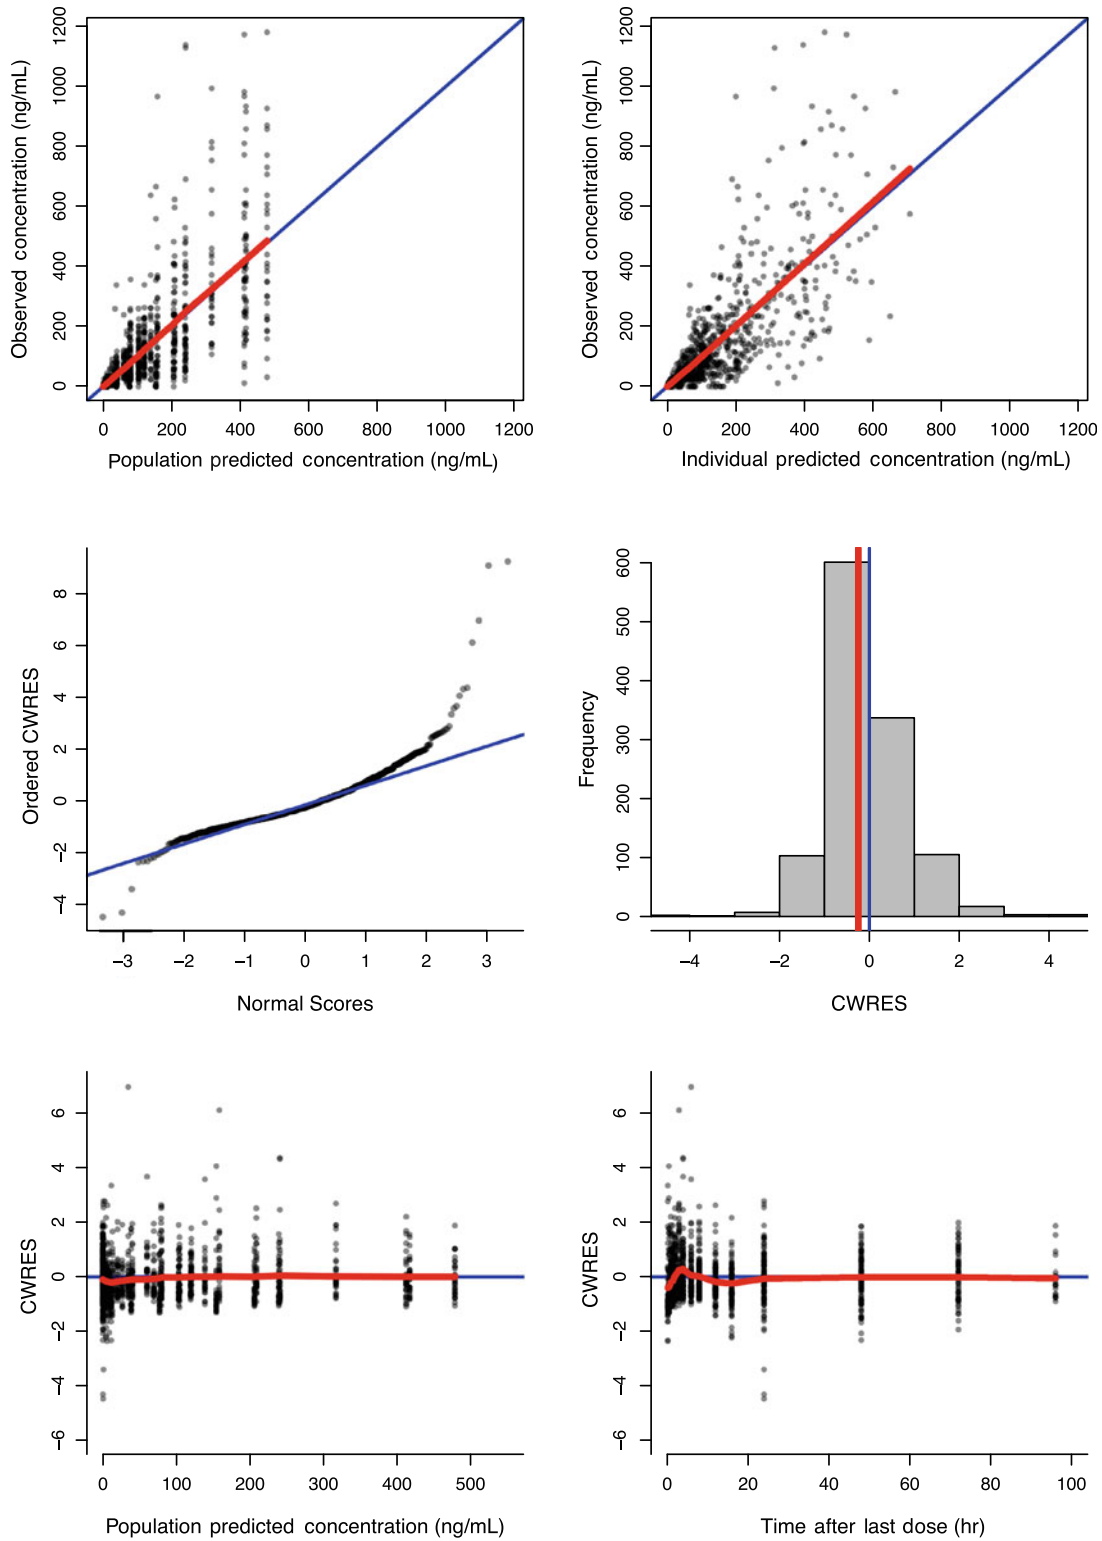 Observed concentration (ng/mL)
0 200 400 600 800 1000 1200
0 200 400 600 800 1000 1200
Population predicted concentration (ng/mL)
Observed concentration (ng/mL)
0 200 400 600 800 1000 1200
0 200 400 600 800 1000 1200
Individual predicted concentration (ng/mL)
Ordered CWRES
−4 −2 0 2 4 6 8
−3 −2 −1 0 1 2 3
Normal Scores
Frequency
0 100 200 300 400 500 600
−4 −2 0 2 4
CWRES
CWRES
−6 −4 −2 0 2 4 6
0 100 200 300 400 500
Population predicted concentration (ng/mL)
CWRES
−6 −4 −2 0 2 4 6
0 20 40 60 80 100
Time after last dose (hr)